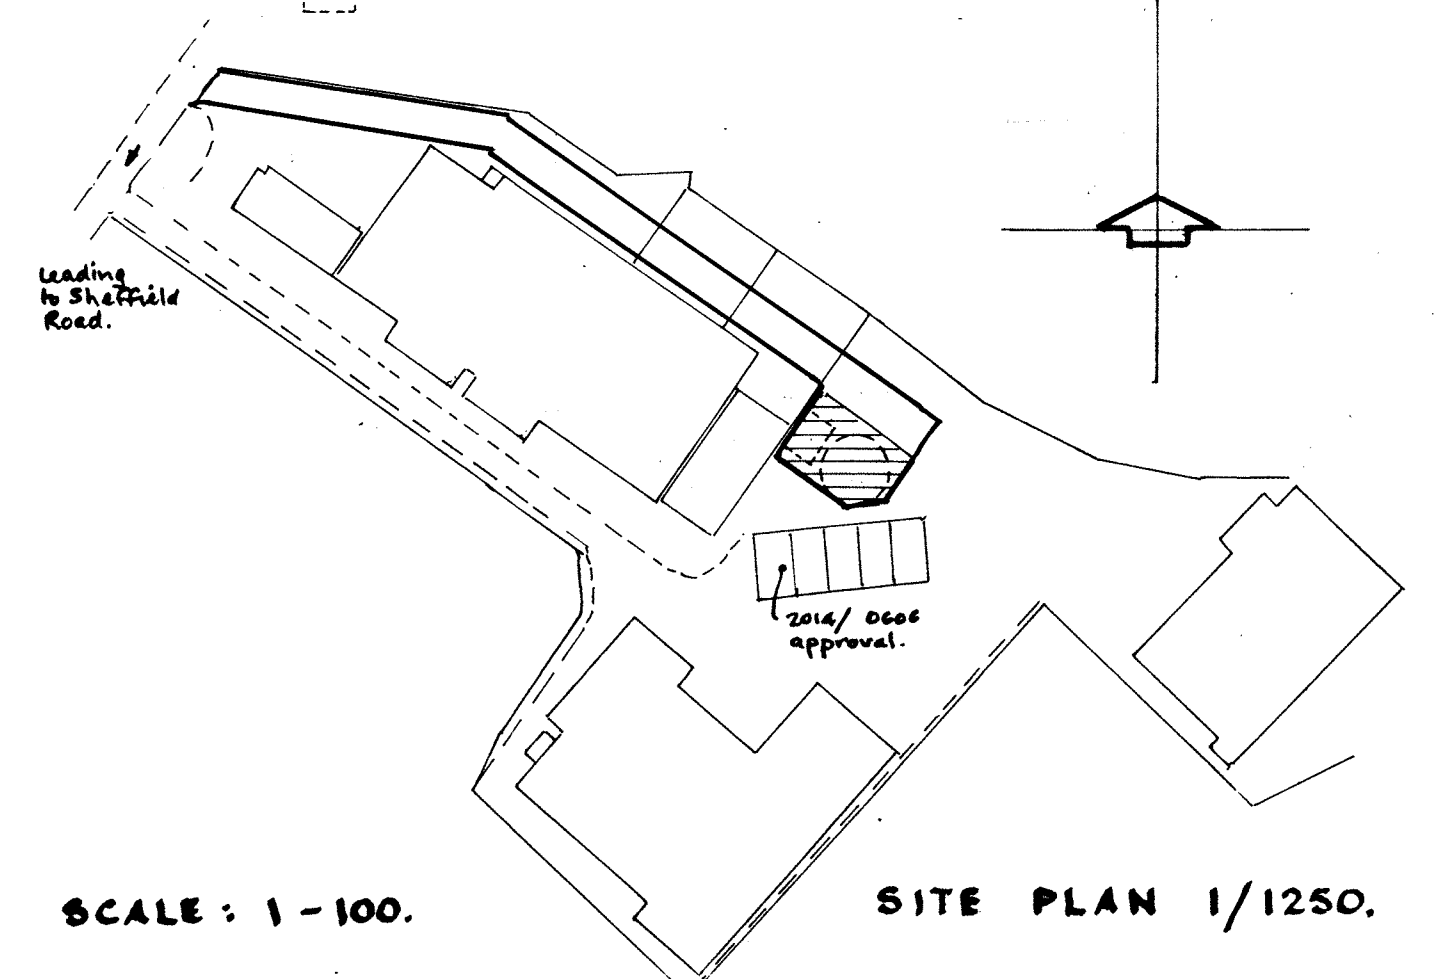 Leading
to Sheffield
Road.
2014/ 0606
approval.
SCALE: 1-100.
SITE PLAN 1/1250.